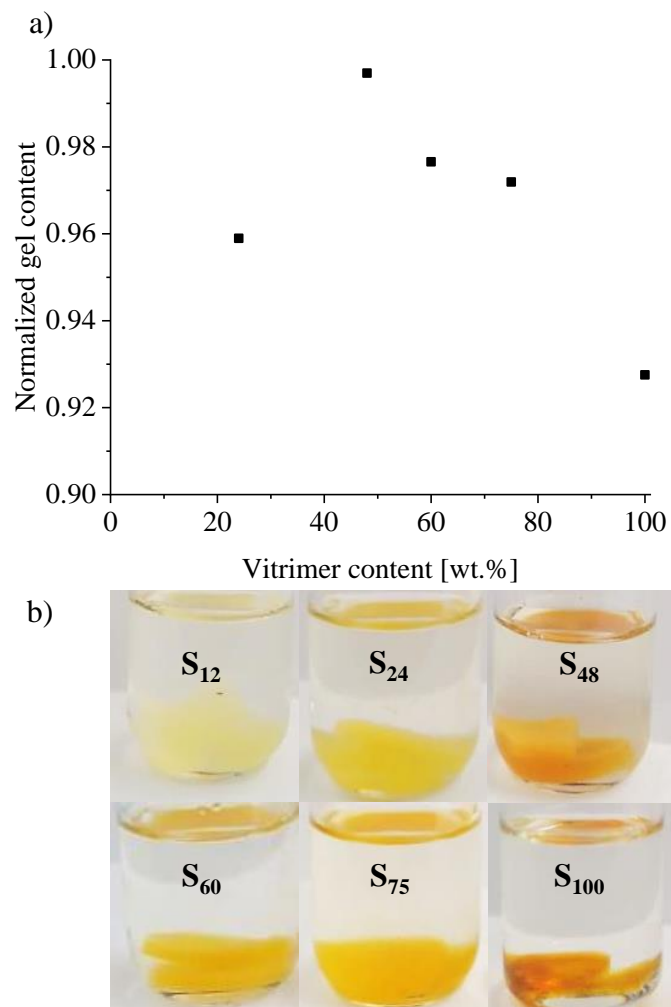 a)
Normalized gel content
1.00
0.98
0.96
0.94
0.92
0.90
0
20
40
60
80
100
Vitrimer content [wt.%]
b)
S12
S24
S48
S60
S75
S100